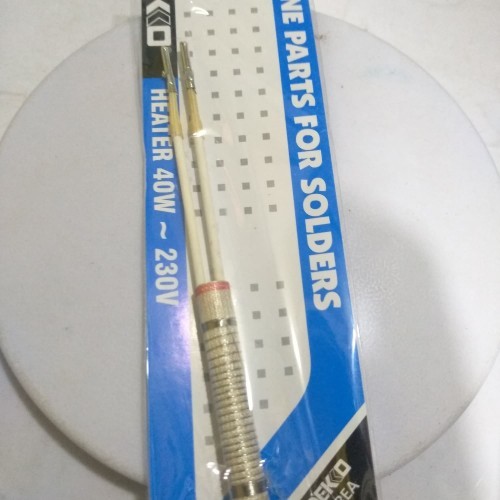 NE PARTS FOR SOLDERS
HEATER 40W ~ 230V